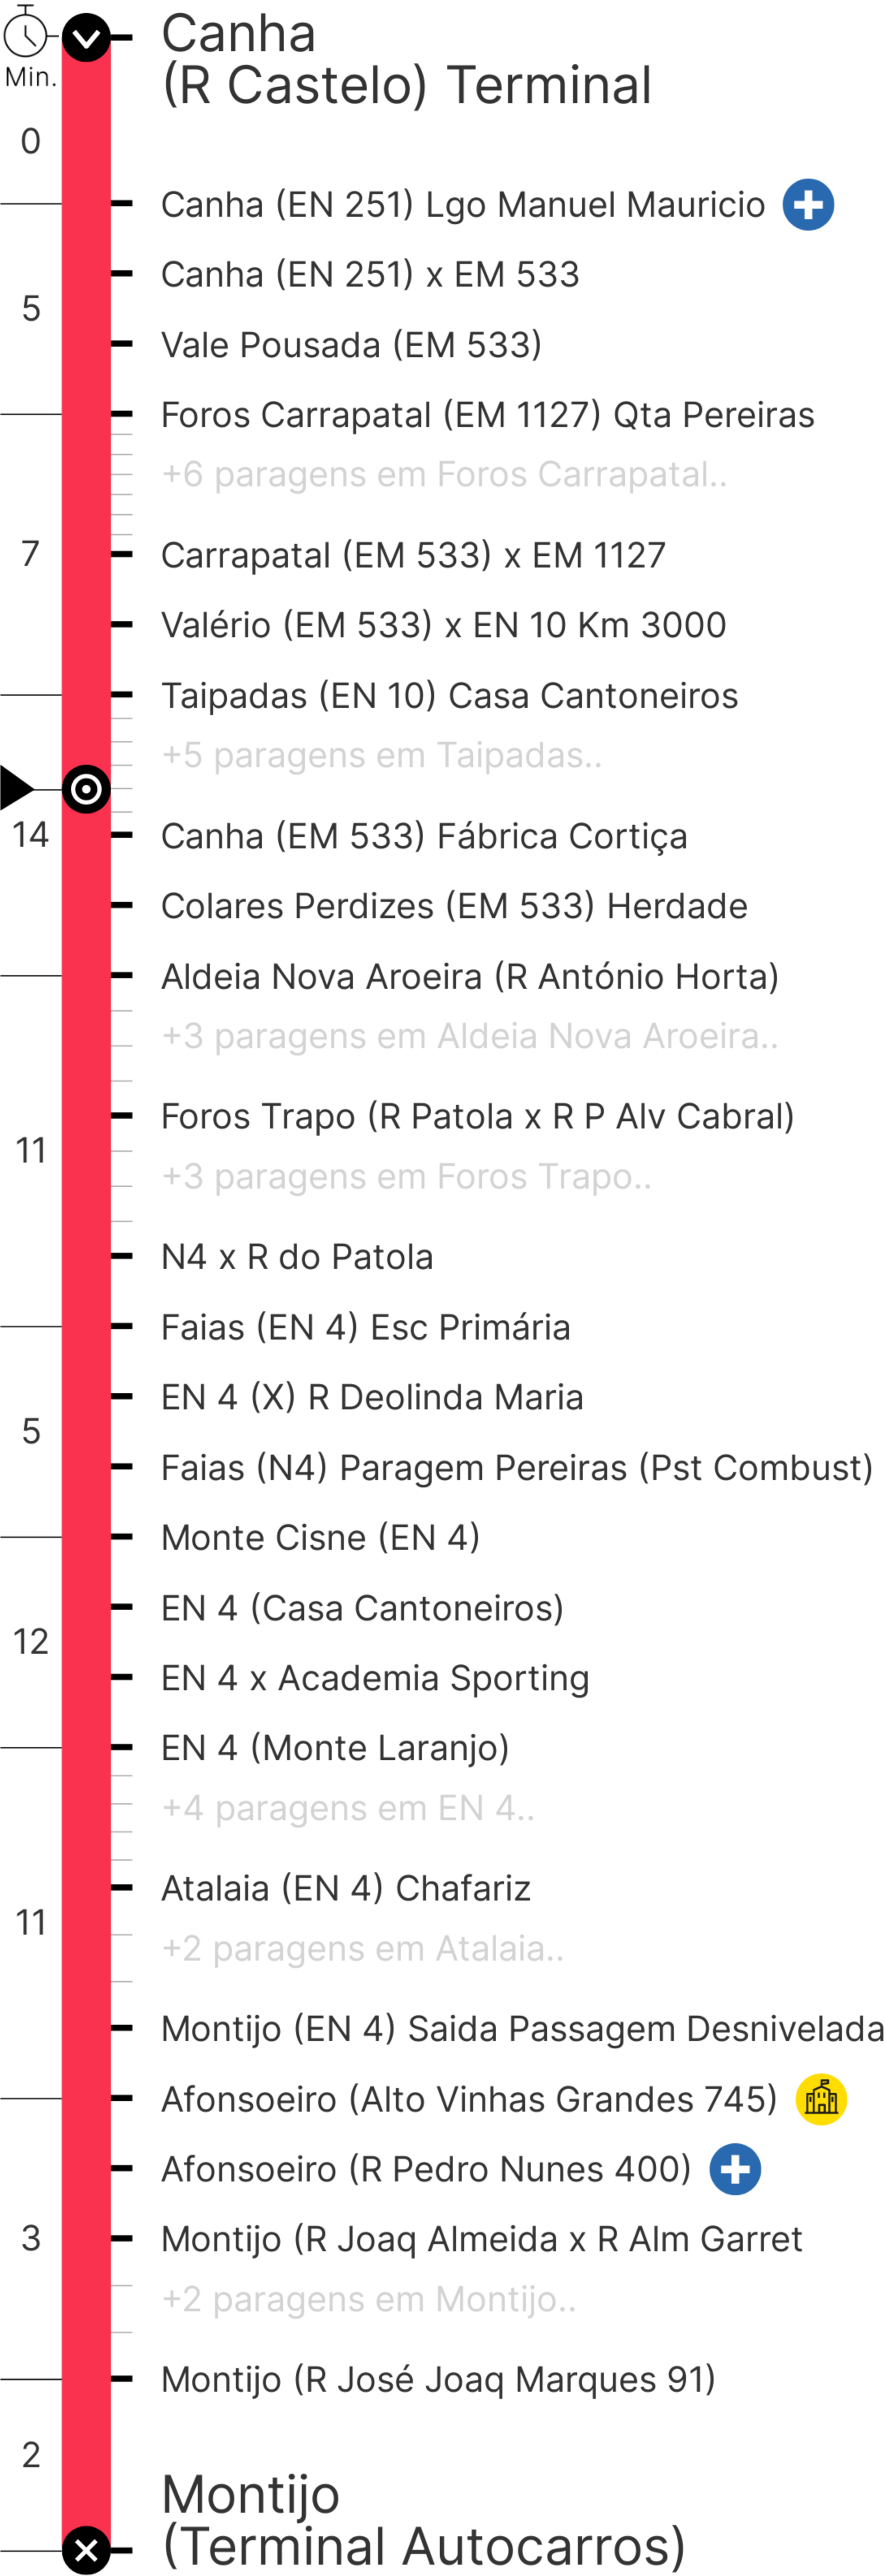 Canha
(R Castelo) Terminal
Min.
0
Canha (EN 251) Lgo Manuel Mauricio
Canha (EN 251) x EM 533
5
Vale Pousada (EM 533)
Foros Carrapatal (EM 1127) Qta Pereiras
+6 paragens em Foros Carrapatal..
7
Carrapatal (EM 533) x EM 1127
Valério (EM 533) x EN 10 Km 3000
Taipadas (EN 10) Casa Cantoneiros
+5 paragens em Taipadas..
14
Canha (EM 533) Fábrica Cortiça
Colares Perdizes (EM 533) Herdade
Aldeia Nova Aroeira (R António Horta)
+3 paragens em Aldeia Nova Aroeira..
Foros Trapo (R Patola x R P Alv Cabral)
11
+3 paragens em Foros Trapo..
N4 x R do Patola
Faias (EN 4) Esc Primária
EN 4 (X) R Deolinda Maria
5
Faias (N4) Paragem Pereiras (Pst Combust)
Monte Cisne (EN 4)
EN 4 (Casa Cantoneiros)
12
EN 4 x Academia Sporting
EN 4 (Monte Laranjo)
+4 paragens em EN 4..
Atalaia (EN 4) Chafariz
11
+2 paragens em Atalaia..
Montijo (EN 4) Saida Passagem Desnivelada
Afonsoeiro (Alto Vinhas Grandes 745)
Afonsoeiro (R Pedro Nunes 400)
3
Montijo (R Joaq Almeida x R Alm Garret
+2 paragens em Montijo..
Montijo (R José Joaq Marques 91)
2
Montijo
(Terminal Autocarros)